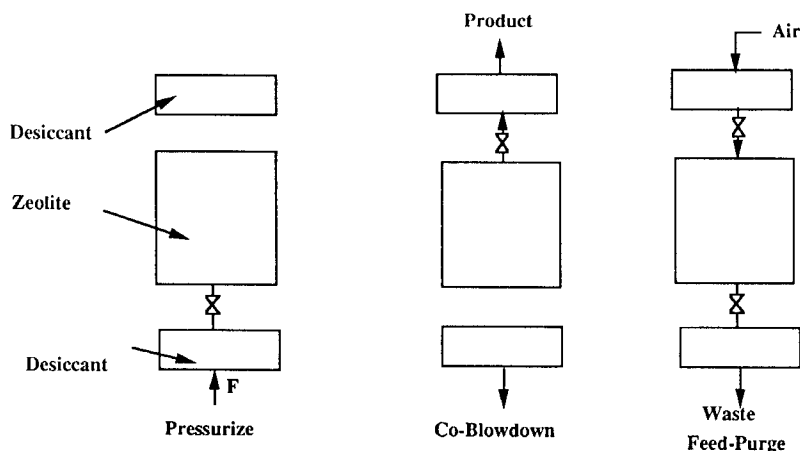 Product
Air
Desiccant
Zeolite
Desiccant
F
Pressurize
Co-Blowdown
Waste
Feed-Purge